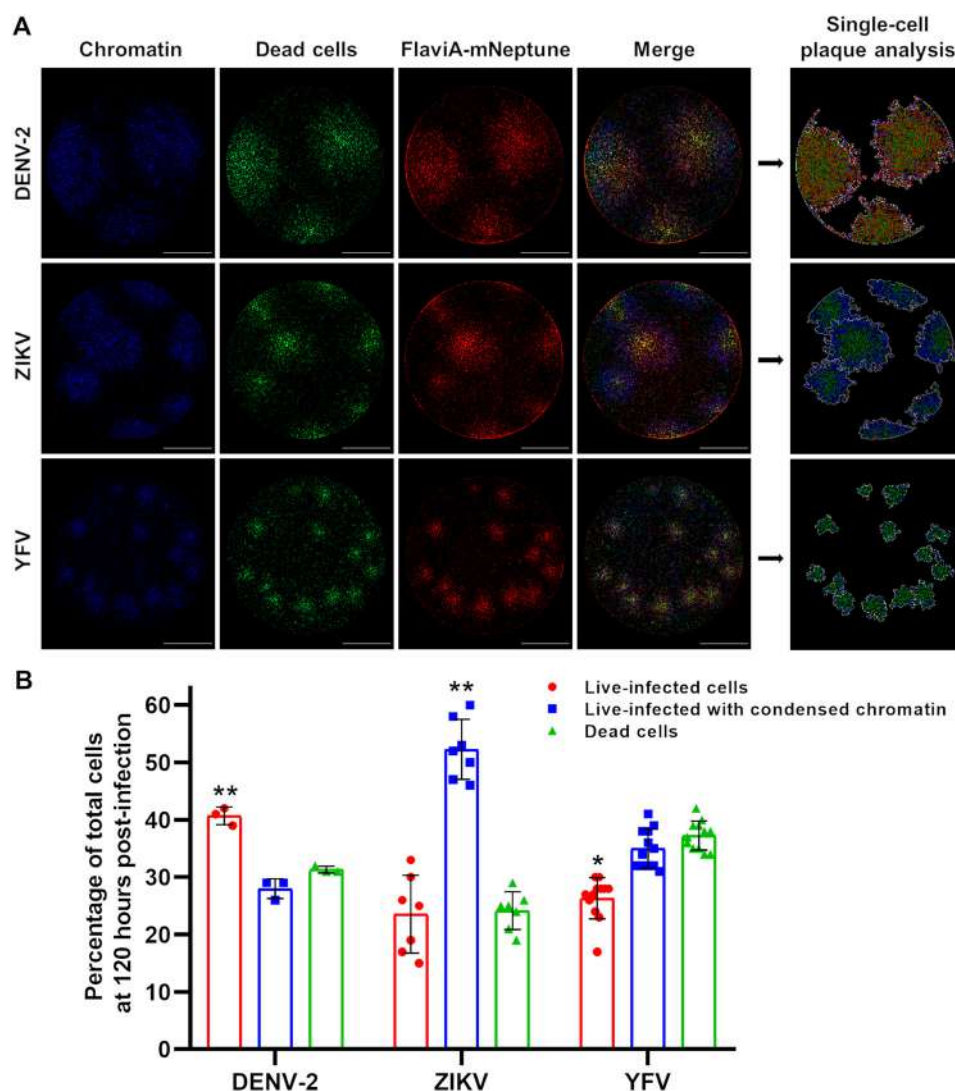 A
Chromatin
Dead cells
FlaviA-mNeptune
Merge
Single-cell
plaque analysis
DENV-2
ZIKV
YFV
B
Live-infected cells
Live-infected with condensed chromatin
Dead cells
Percentage of total cells
at 120 hours post-infection
60
50
40
30
20
10
0
**
**
*
DENV-2
ZIKV
YFV